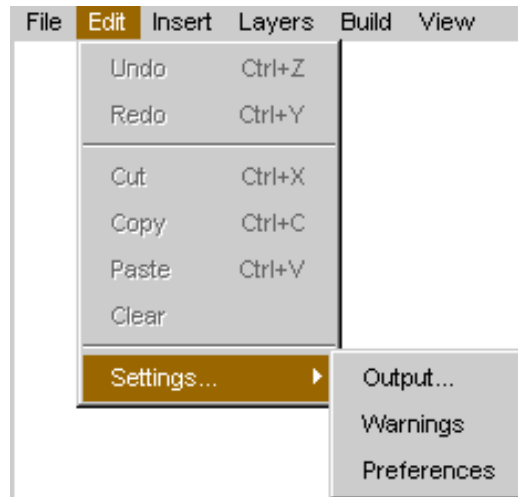 File Edit Insert Layers Build View
Undo Ctrl+Z
Redo Ctrl+Y
Cut Ctrl+X
Copy Ctrl+C
Paste Ctrl+V
Clear
Settings...
Output...
Warnings
Preferences